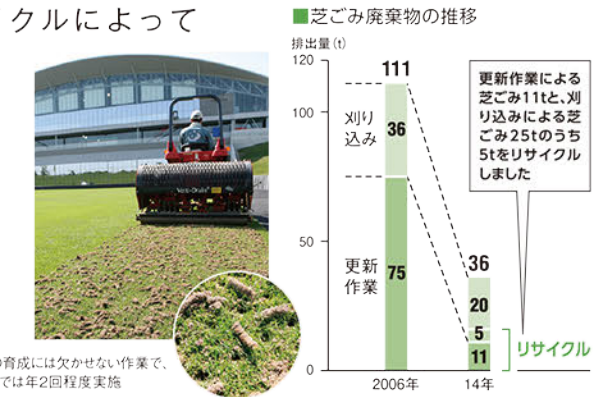 クルによって
■芝ごみ廃棄物の推移
排出量(t)
120
100
50
0
111
36
75
刈り
込み
更新
作業
36
20
5
11
2006年
14年
リサイクル
更新作業による
芝ごみ11tと、刈
り込みによる芝
ごみ25tのうち
5tをリサイクル
しました
Verti-Drain
育成には欠かせない作業で、
では年2回程度実施